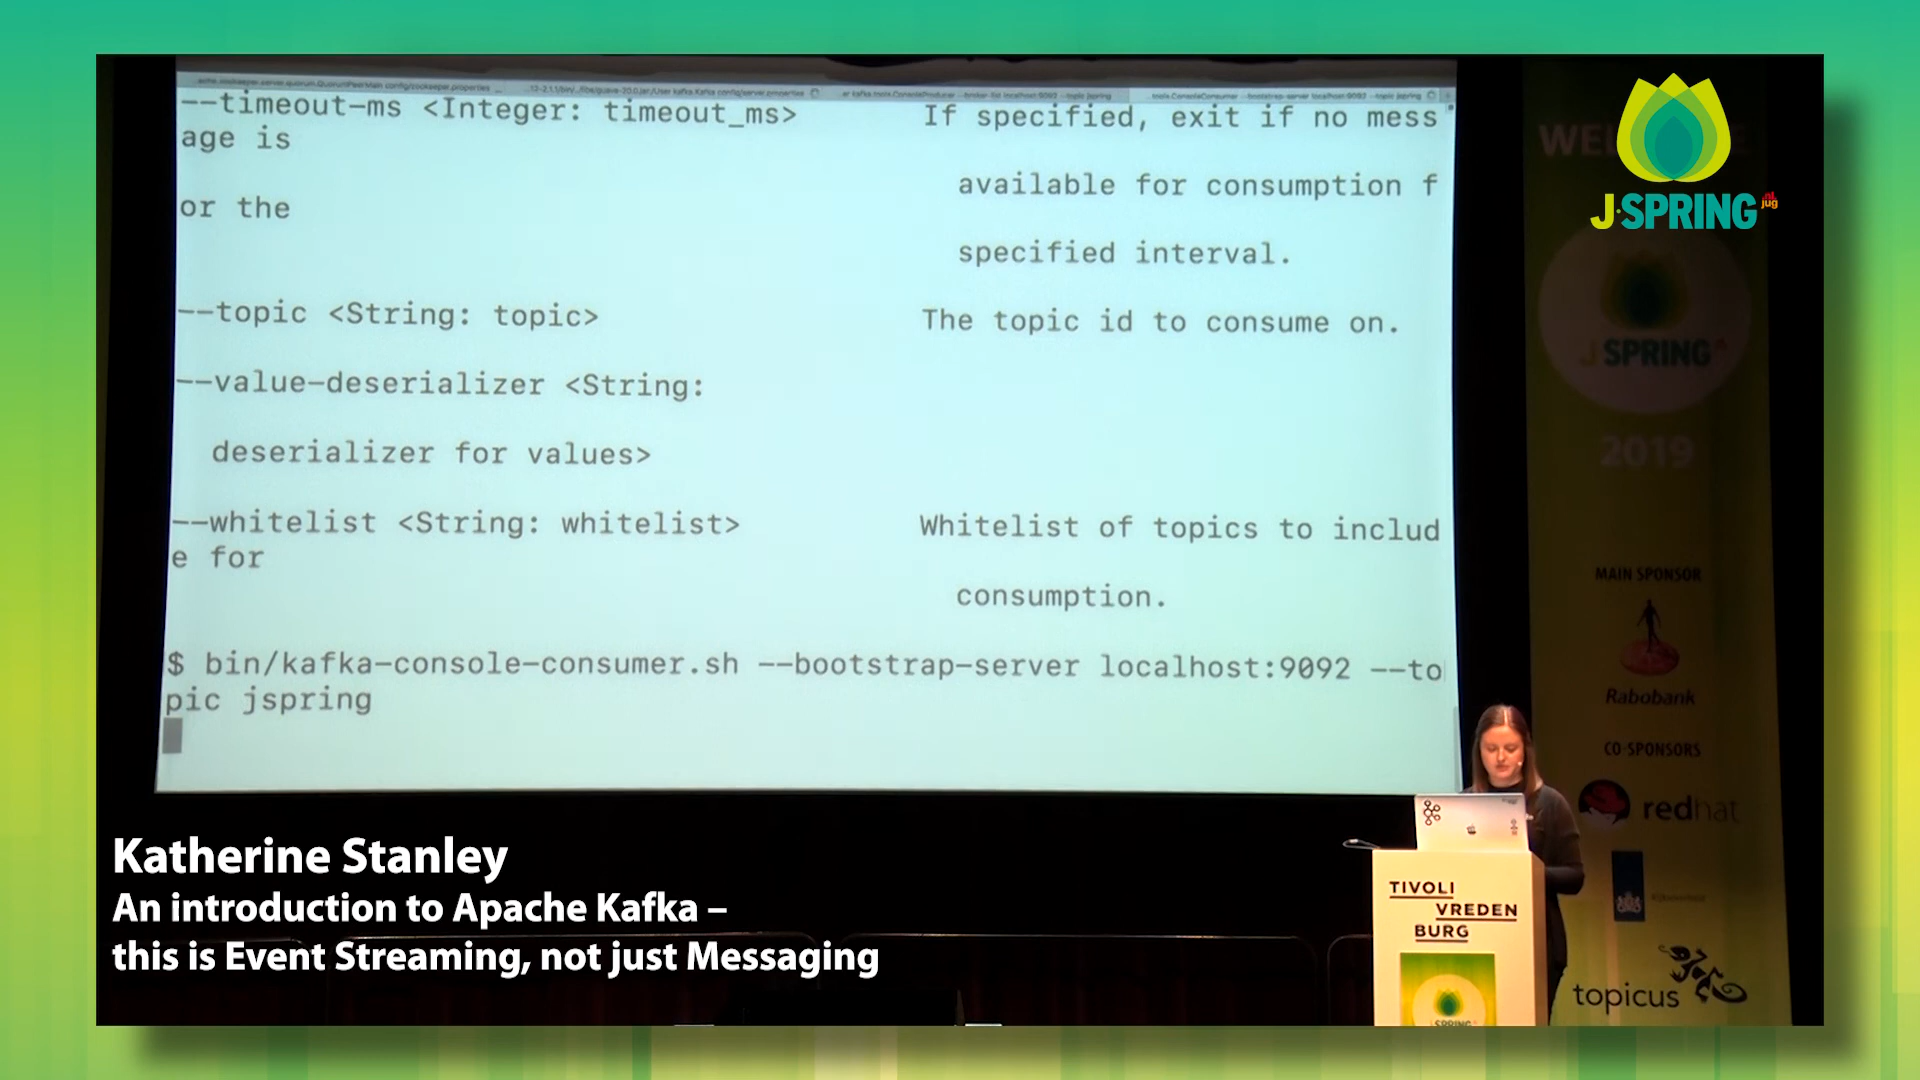 --timeout-ms <Integer: timeout_ms> If specified, exit if no mess
age is
available for consumption f
or the
specified interval.
--topic <String: topic> The topic id to consume on.
--value-deserializer <String:
deserializer for values>
--whitelist <String: whitelist> Whitelist of topics to includ
e for
consumption.
$ bin/kafka-console-consumer.sh --bootstrap-server localhost:9092 --to
pic jspring
J·SPRING
nl
jug
J SPRING
2019
MAIN SPONSOR
Rabobank
CO-SPONSORS
redhat
topicus
TIVOLI
VREDEN
BURG
JSPRING
Katherine Stanley
An introduction to Apache Kafka –
this is Event Streaming, not just Messaging